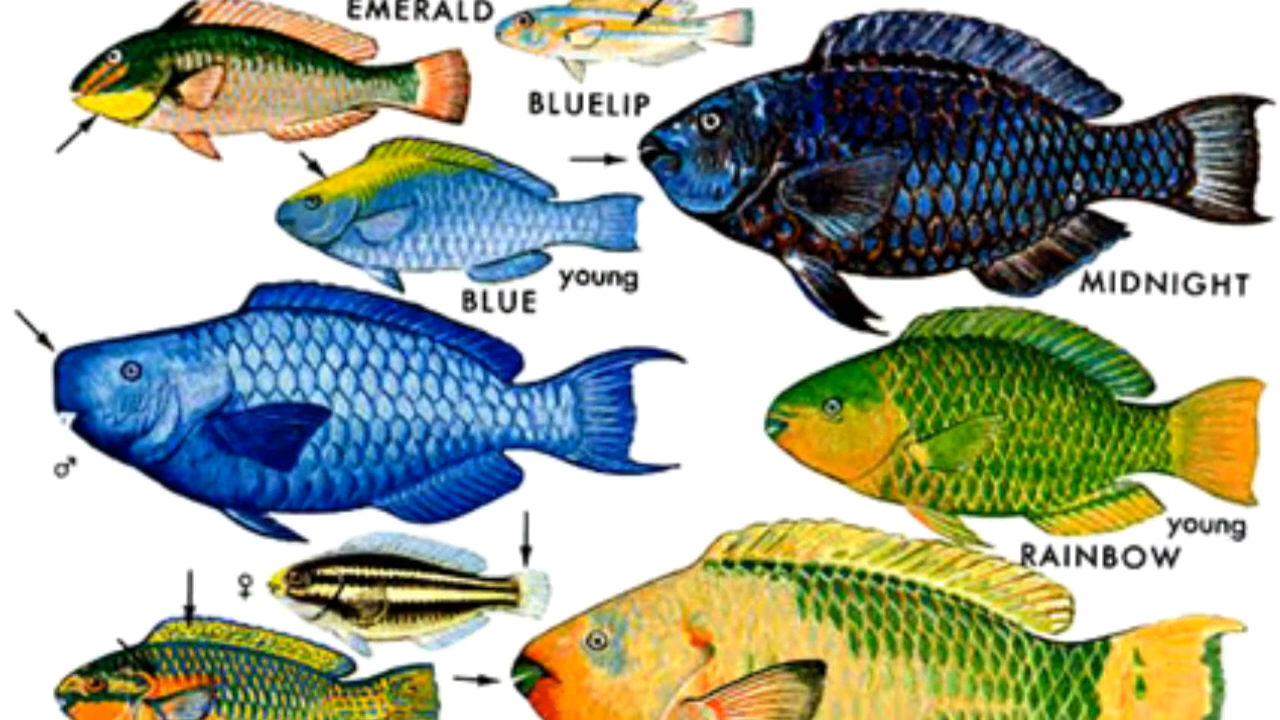 EMERALD
BLUELIP
young
BLUE
MIDNIGHT
♂
young
RAINBOW
♀